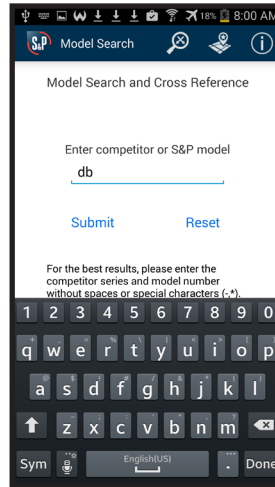 18% 8:00 AM
S&P Model Search
Model Search and Cross Reference
Enter competitor or S&P model
db
Submit Reset
For the best results, please enter the
competitor series and model number
without spaces or special characters (-,*).
1 2 3 4 5 6 7 8 9 0
q w e r t y u i o p
a s d f g h j k l
z x c v b n m
Sym English(US) . Done